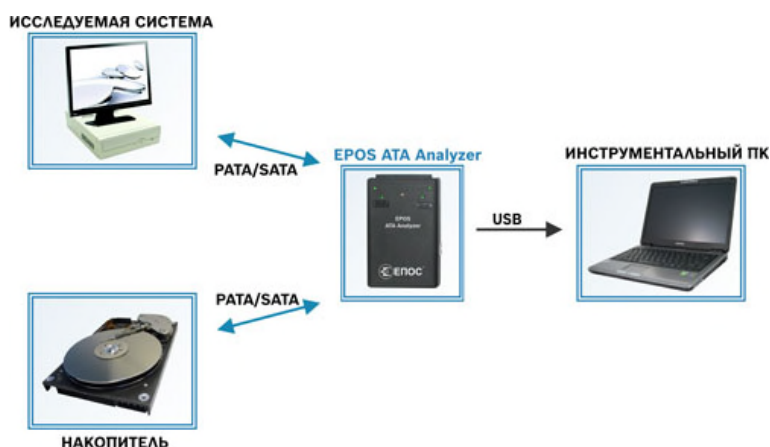 ИССЛЕДУЕМАЯ СИСТЕМА
PATA/SATA
EPOS ATA Analyzer
EPOS
ATA Analyzer
ЕПОС
USB
ИНСТРУМЕНТАЛЬНЫЙ ПК
PATA/SATA
НАКОПИТЕЛЬ